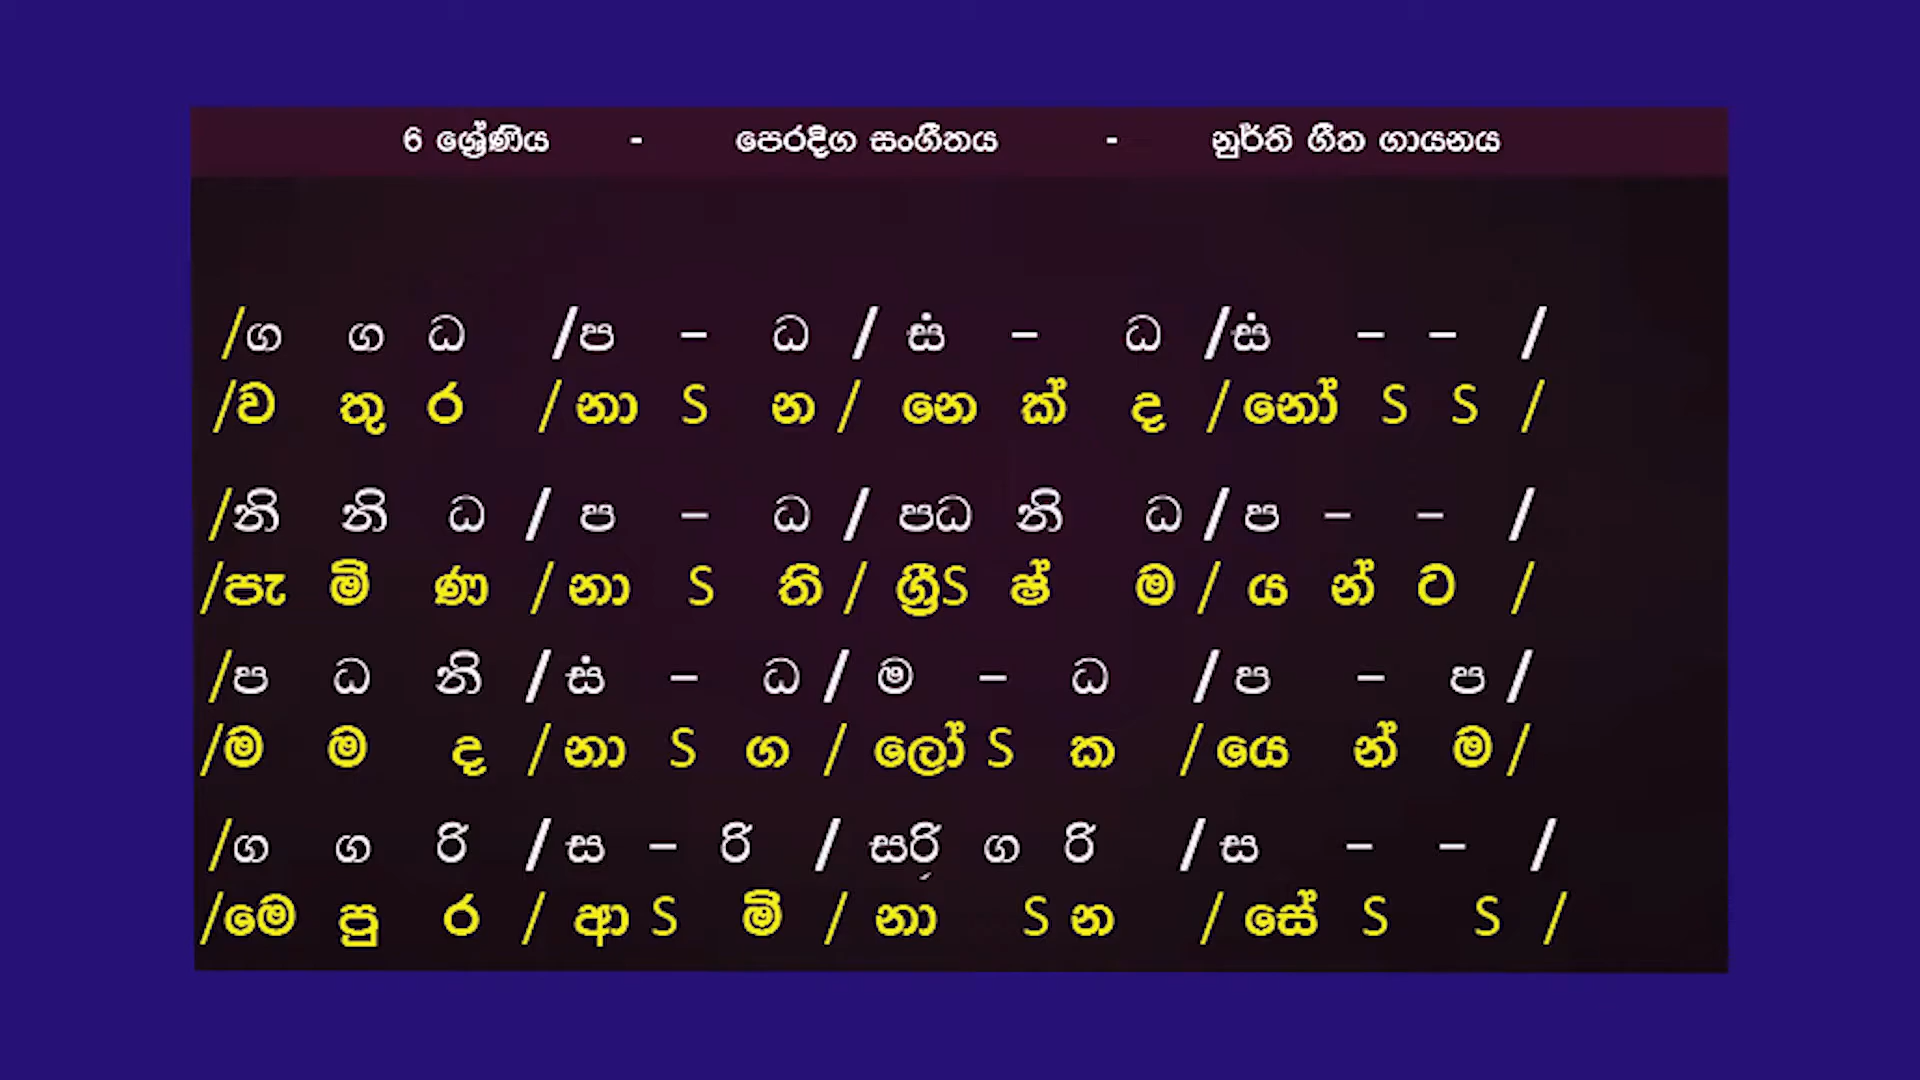 6 ශ්‍රේණිය - පෙරදිග සංගීතය - නුර්ති ගීත ගායනය
/ග ග ධ /ප – ධ / සં – ධ /සં – – /
/ව තු ර / නා S න / නෙ ක් ද / නෝ S S /
/නි නි ධ / ප – ධ / පධ නි ධ / ප – – /
/පැ මි ණ / නා S ති / ග්‍රීS ෂ් ම / ය න් ට /
/ප ධ නි / සં – ධ / ම – ධ / ප – ප /
/ම ම ද / නා S ග / ලෝ S ක / යෙ න් ම /
/ග ග රි / ස – රි / සරි ග රි / ස – – /
/මෙ පු ර / ආ S මි / නා S න / සේ S S /